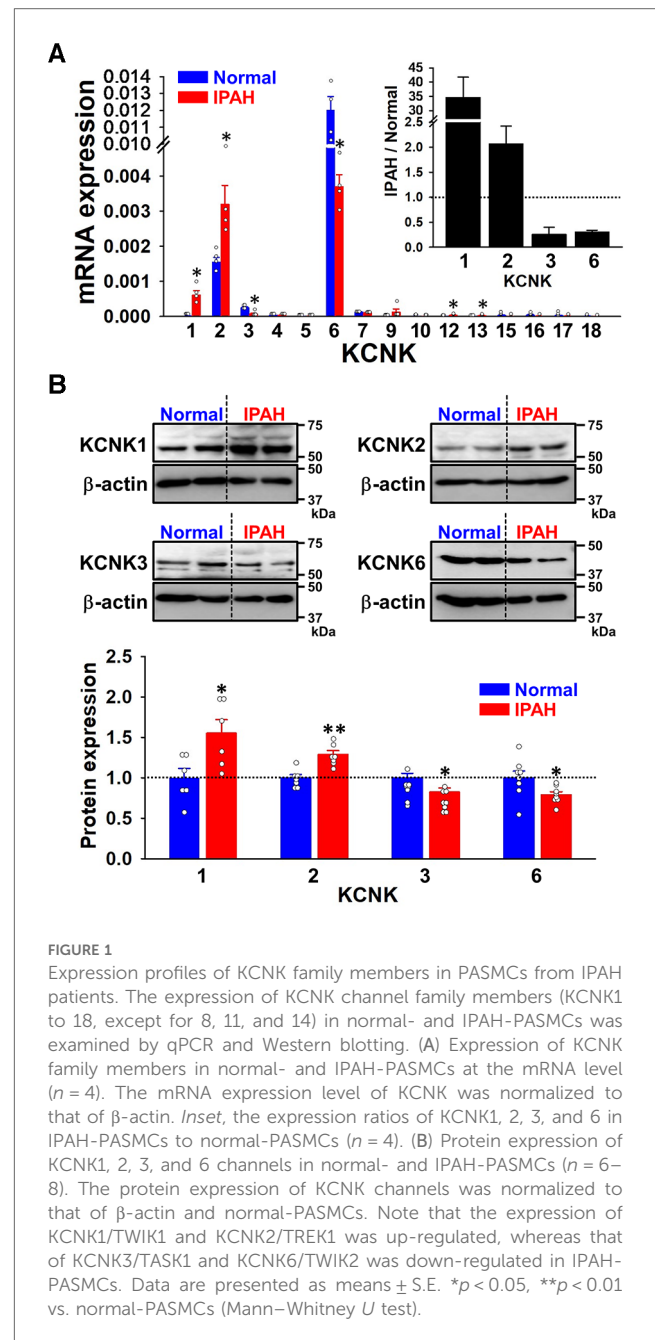 A
Normal
IPAH
mRNA expression
0.014
0.013
0.012
0.011
0.010
0.004
0.003
0.002
0.001
0.000
* * * * * *
1 2 3 4 5 6 7 9 10 12 13 15 16 17 18
KCNK
IPAH / Normal
45
40
35
30
25
2.5
2.0
1.5
1.0
0.5
0.0
1 2 3 6
KCNK
B
Normal IPAH
KCNK1
75
50
β-actin
50
37
kDa
Normal IPAH
KCNK2
75
50
β-actin
50
37
kDa
Normal IPAH
KCNK3
75
50
β-actin
50
37
kDa
Normal IPAH
KCNK6
50
37
β-actin
50
37
kDa
Protein expression
2.5
2.0
1.5
1.0
0.5
0.0
Normal
IPAH
* ** * *
1 2 3 6
KCNK
FIGURE 1
Expression profiles of KCNK family members in PASMCs from IPAH
patients. The expression of KCNK channel family members (KCNK1
to 18, except for 8, 11, and 14) in normal- and IPAH-PASMCs was
examined by qPCR and Western blotting. (A) Expression of KCNK
family members in normal- and IPAH-PASMCs at the mRNA level
(n = 4). The mRNA expression level of KCNK was normalized to
that of β-actin. Inset, the expression ratios of KCNK1, 2, 3, and 6 in
IPAH-PASMCs to normal-PASMCs (n = 4). (B) Protein expression of
KCNK1, 2, 3, and 6 channels in normal- and IPAH-PASMCs (n = 6–
8). The protein expression of KCNK channels was normalized to
that of β-actin and normal-PASMCs. Note that the expression of
KCNK1/TWIK1 and KCNK2/TREK1 was up-regulated, whereas that
of KCNK3/TASK1 and KCNK6/TWIK2 was down-regulated in IPAH-
PASMCs. Data are presented as means ± S.E. *p < 0.05, **p < 0.01
vs. normal-PASMCs (Mann–Whitney U test).